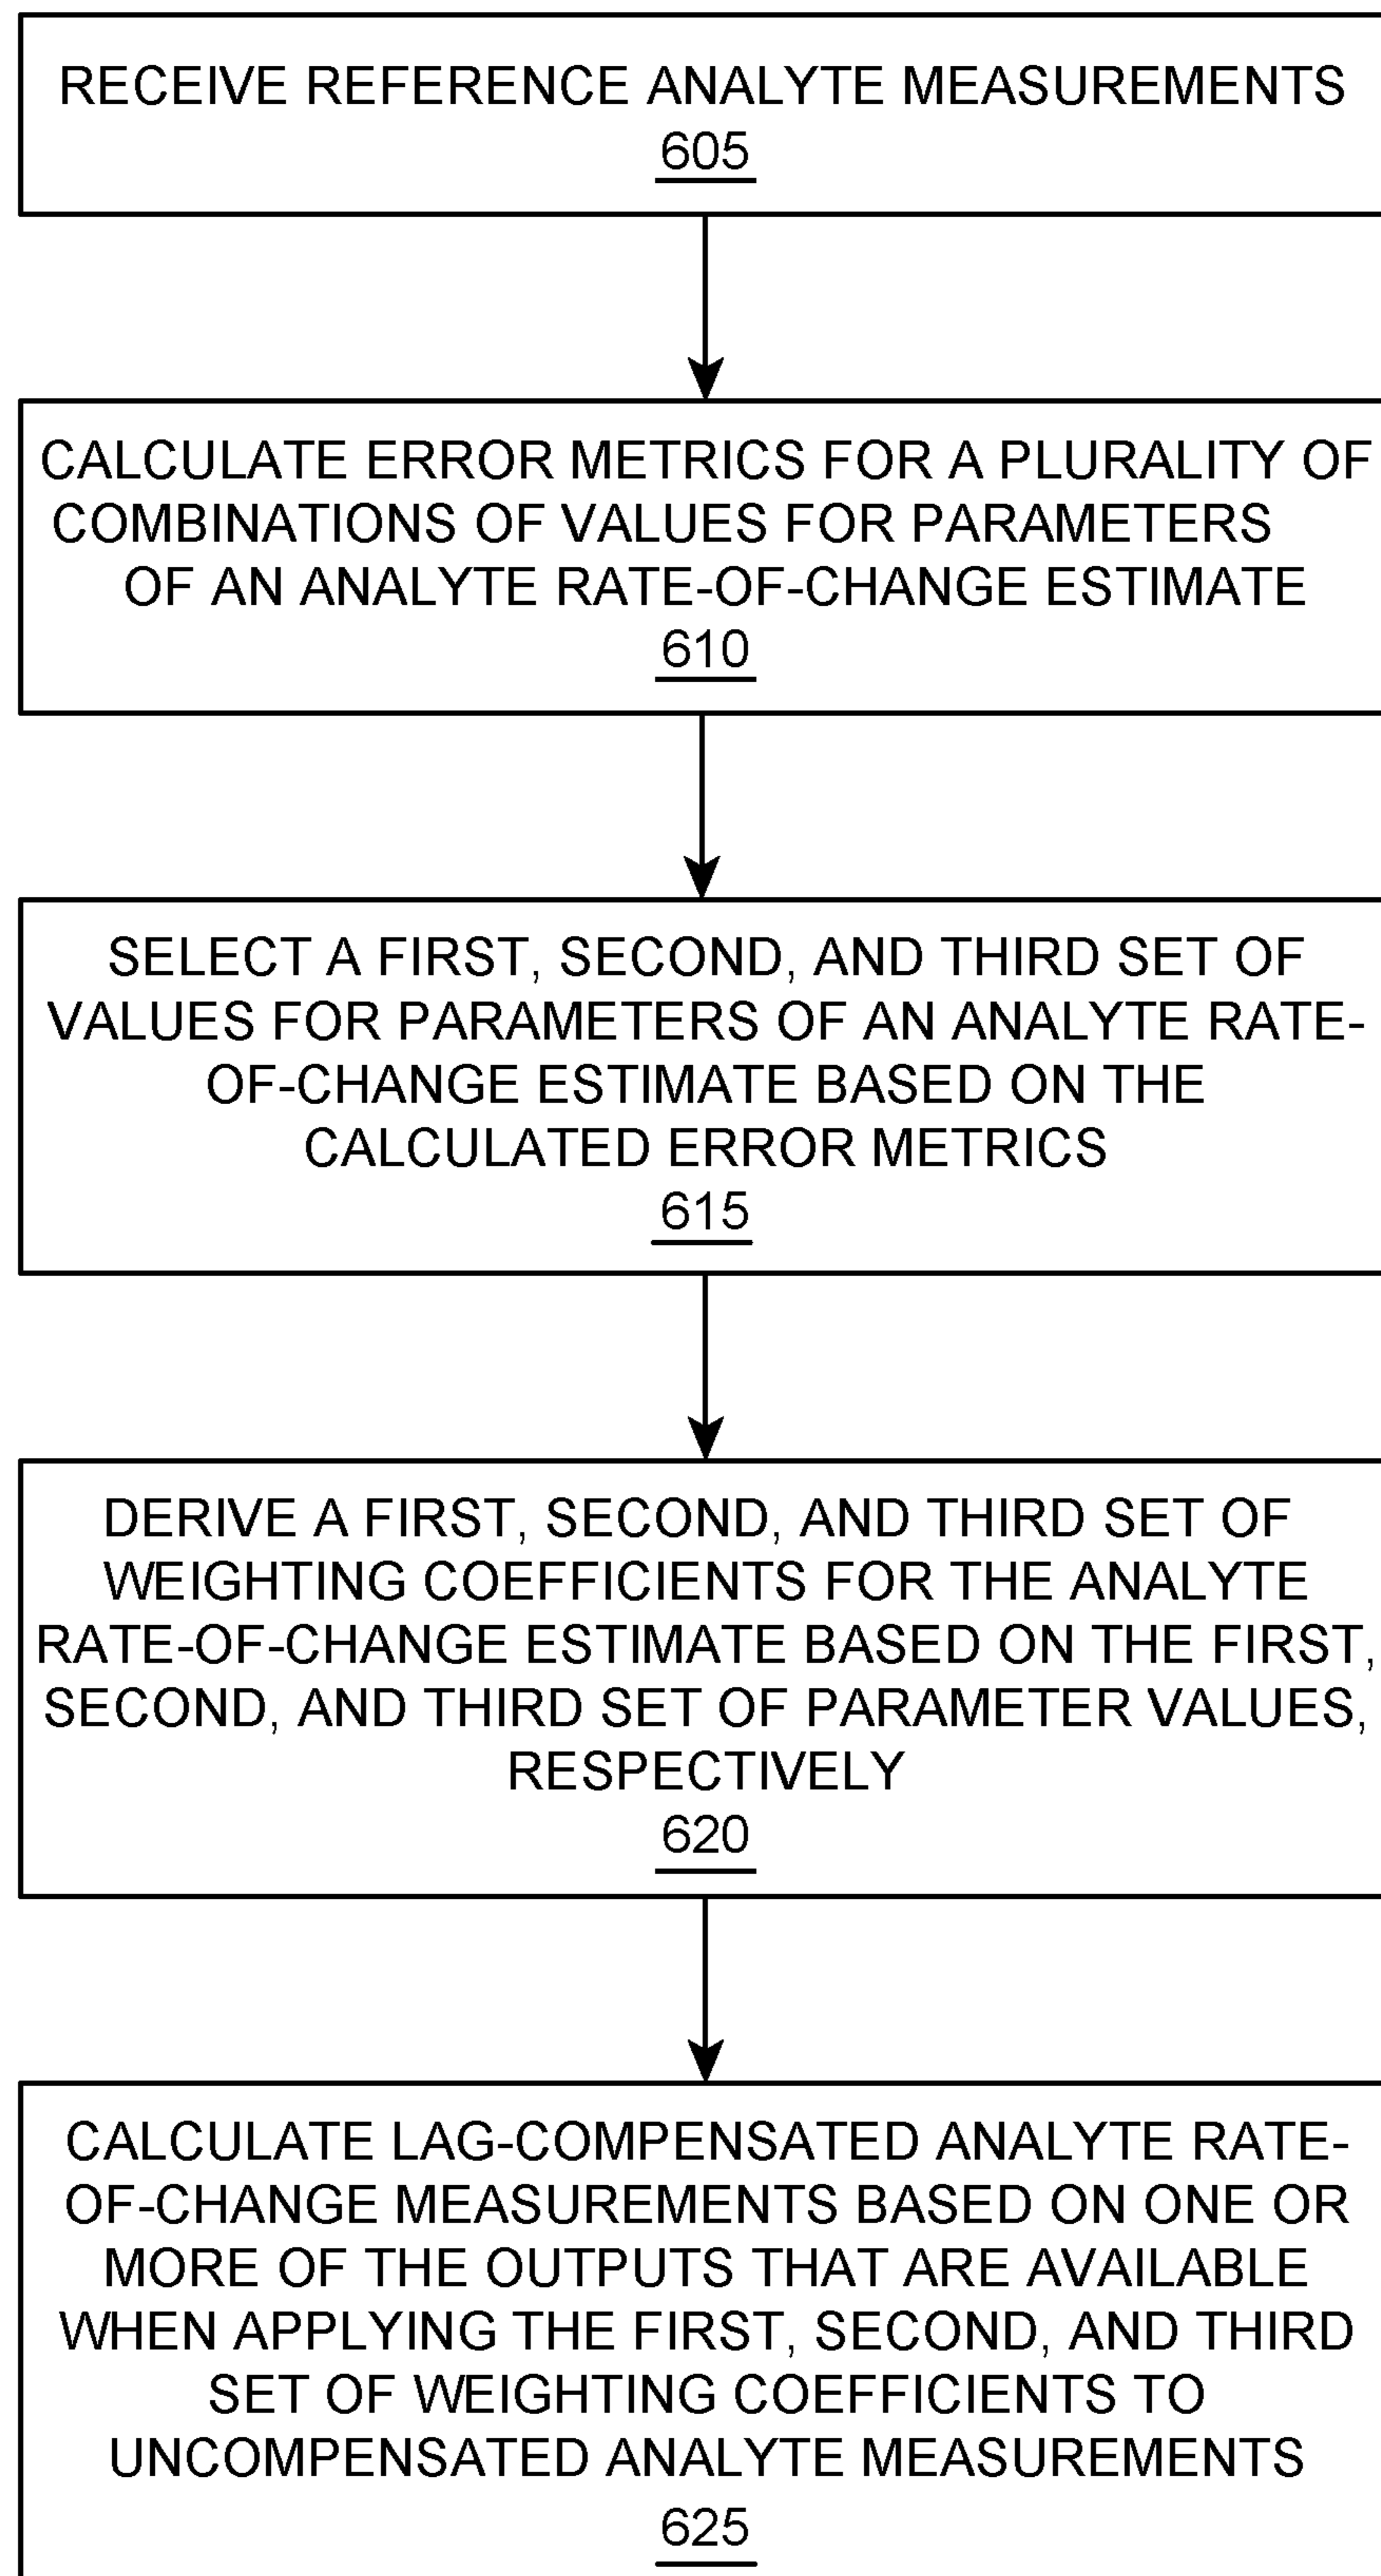 RECEIVE REFERENCE ANALYTE MEASUREMENTS
605
CALCULATE ERROR METRICS FOR A PLURALITY OF
COMBINATIONS OF VALUES FOR PARAMETERS
OF AN ANALYTE RATE-OF-CHANGE ESTIMATE
610
SELECT A FIRST, SECOND, AND THIRD SET OF
VALUES FOR PARAMETERS OF AN ANALYTE RATE-
OF-CHANGE ESTIMATE BASED ON THE
CALCULATED ERROR METRICS
615
DERIVE A FIRST, SECOND, AND THIRD SET OF
WEIGHTING COEFFICIENTS FOR THE ANALYTE
RATE-OF-CHANGE ESTIMATE BASED ON THE FIRST,
SECOND, AND THIRD SET OF PARAMETER VALUES,
RESPECTIVELY
620
CALCULATE LAG-COMPENSATED ANALYTE RATE-
OF-CHANGE MEASUREMENTS BASED ON ONE OR
MORE OF THE OUTPUTS THAT ARE AVAILABLE
WHEN APPLYING THE FIRST, SECOND, AND THIRD
SET OF WEIGHTING COEFFICIENTS TO
UNCOMPENSATED ANALYTE MEASUREMENTS
625